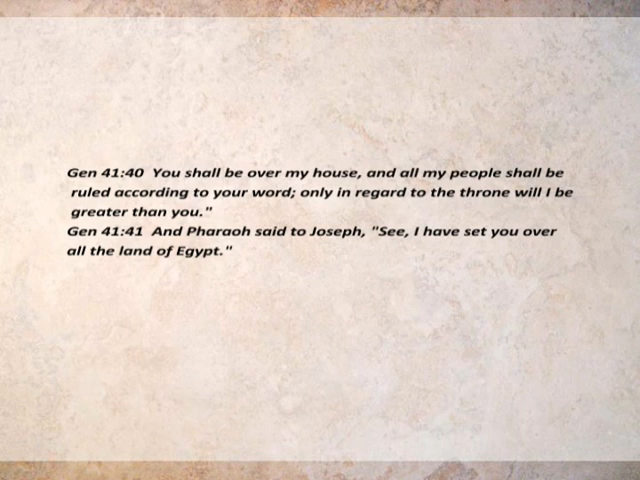 Gen 41:40  You shall be over my house, and all my people shall be
ruled according to your word; only in regard to the throne will I be
greater than you."
Gen 41:41  And Pharaoh said to Joseph, "See, I have set you over
all the land of Egypt."